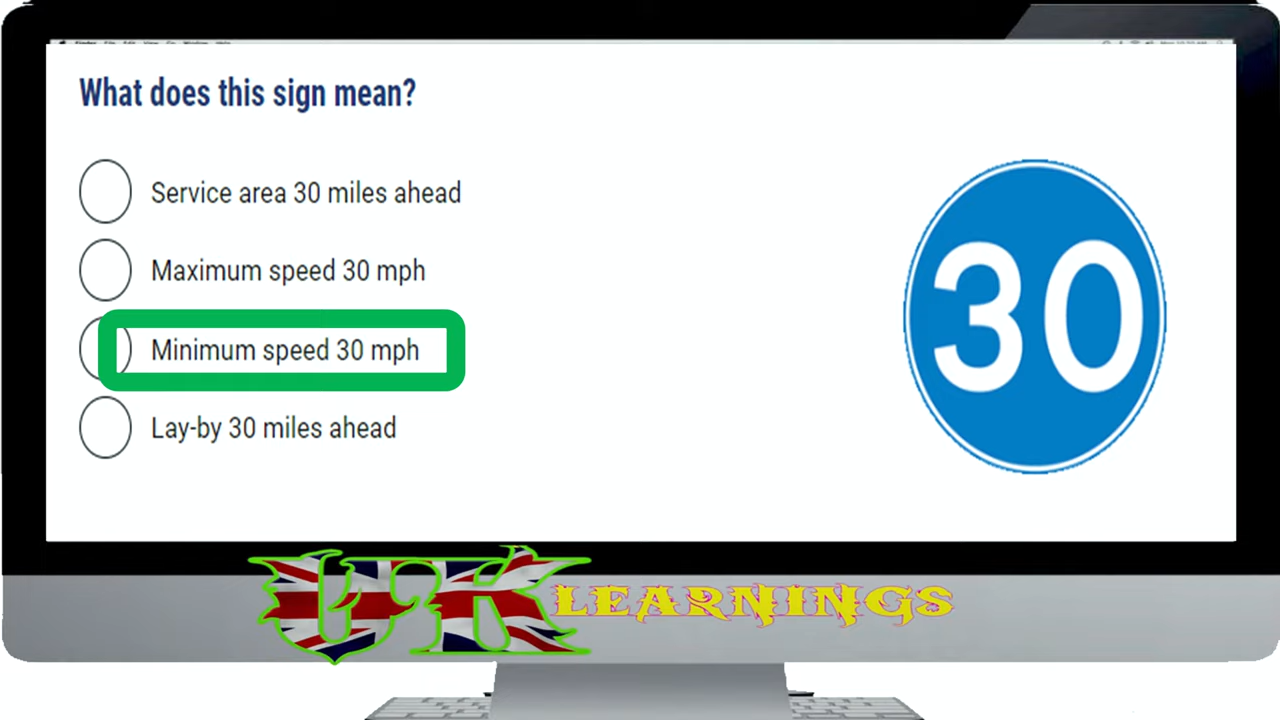 What does this sign mean?
Service area 30 miles ahead
Maximum speed 30 mph
Minimum speed 30 mph
Lay-by 30 miles ahead
30
UK LEARNINGS